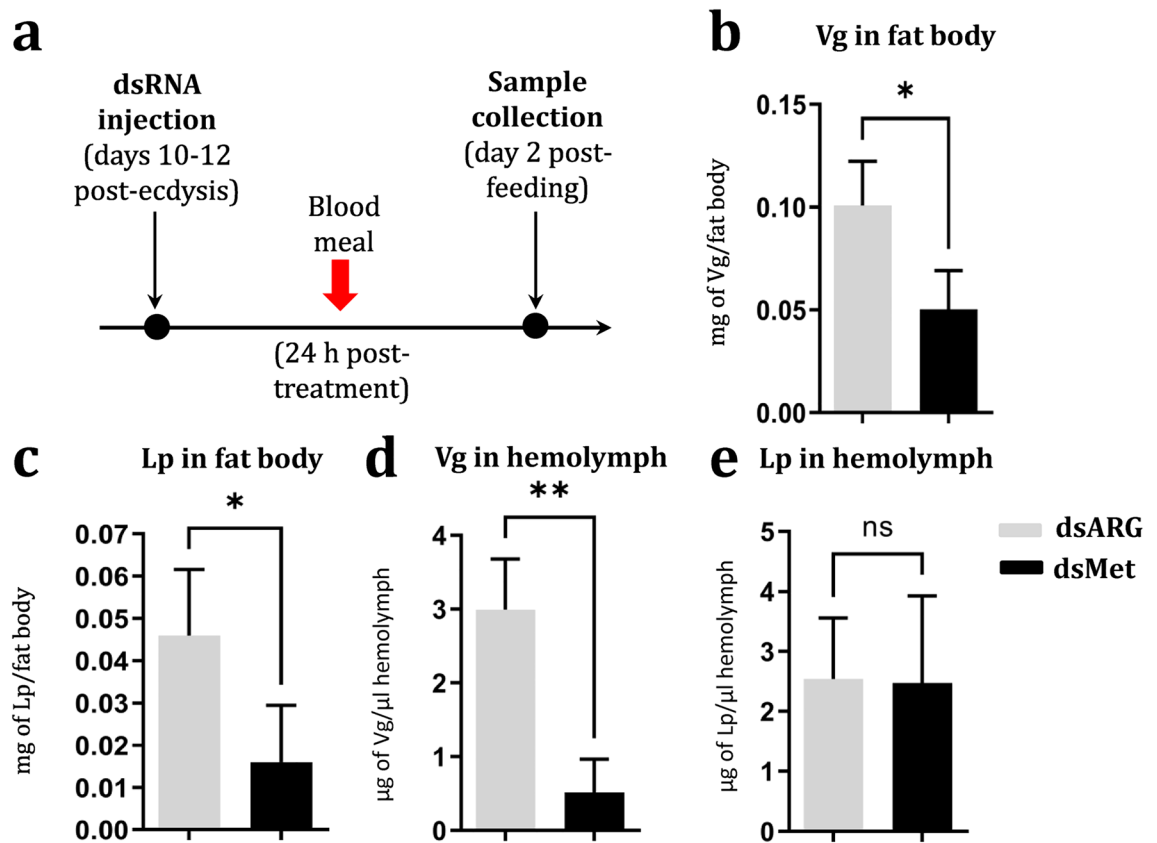 a
dsRNA
injection
(days 10-12
post-ecdysis)
Blood
meal
(24 h post-
treatment)
Sample
collection
(day 2 post-
feeding)
b
Vg in fat body
*
mg of Vg/fat body
0.15
0.10
0.05
0.00
c
Lp in fat body
*
mg of Lp/fat body
0.07
0.06
0.05
0.04
0.03
0.02
0.01
0.00
d
Vg in hemolymph
**
µg of Vg/µl hemolymph
4
3
2
1
0
e
Lp in hemolymph
ns
µg of Lp/µl hemolymph
5
4
3
2
1
0
dsARG
dsMet